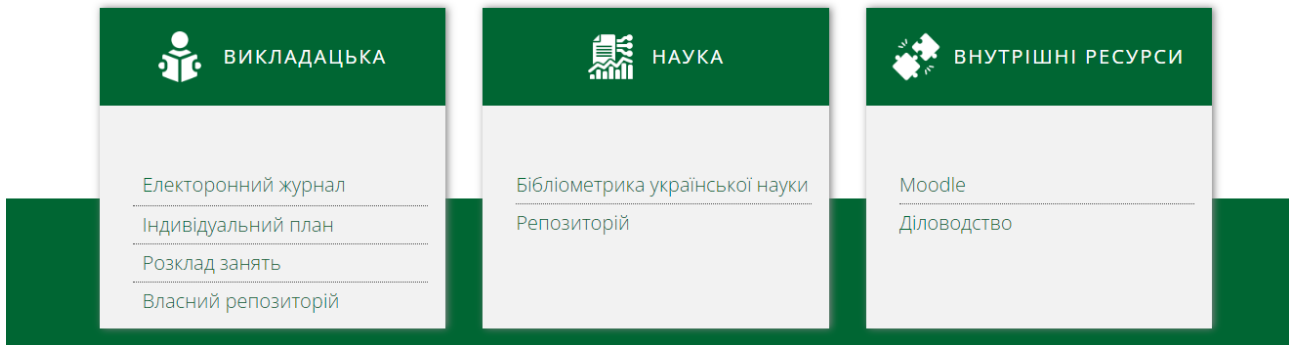 ВИКЛАДАЦЬКА
Електоронний журнал
Індивідуальний план
Розклад занять
Власний репозиторій
НАУКА
Бібліометрика української науки
Репозиторій
ВНУТРІШНІ РЕСУРСИ
Moodle
Діловодство